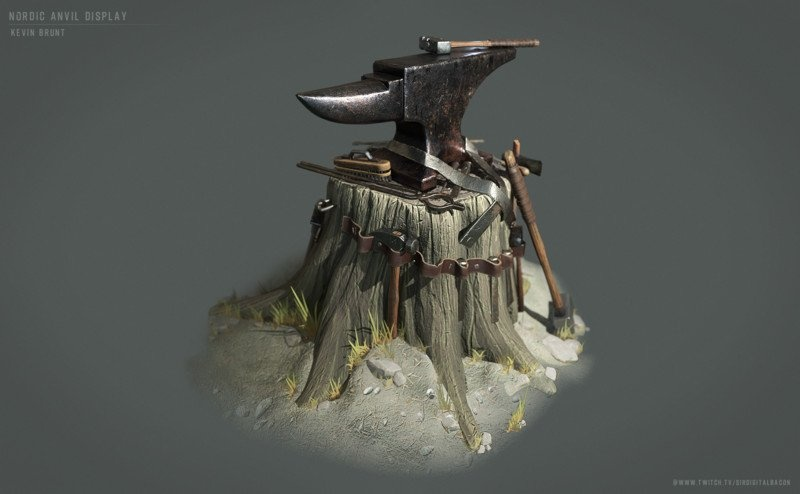 NORDIC ANVIL DISPLAY
KEVIN BRUNT
@WWW.TWITCH.TV/SIRDIGITALBACON